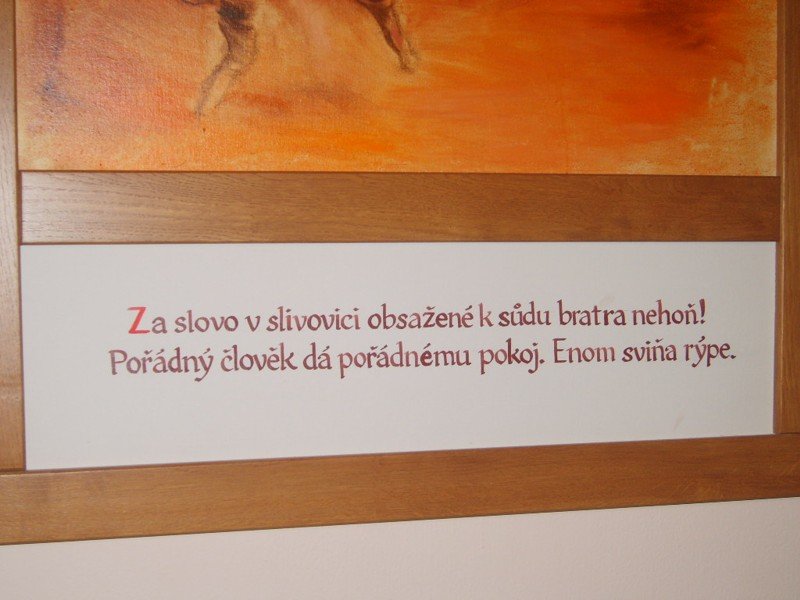 Za slovo v slivovici obsažené k sůdu bratra nehoň!
Pořádný člověk dá pořádnému pokoj. Enom sviňa rýpe.